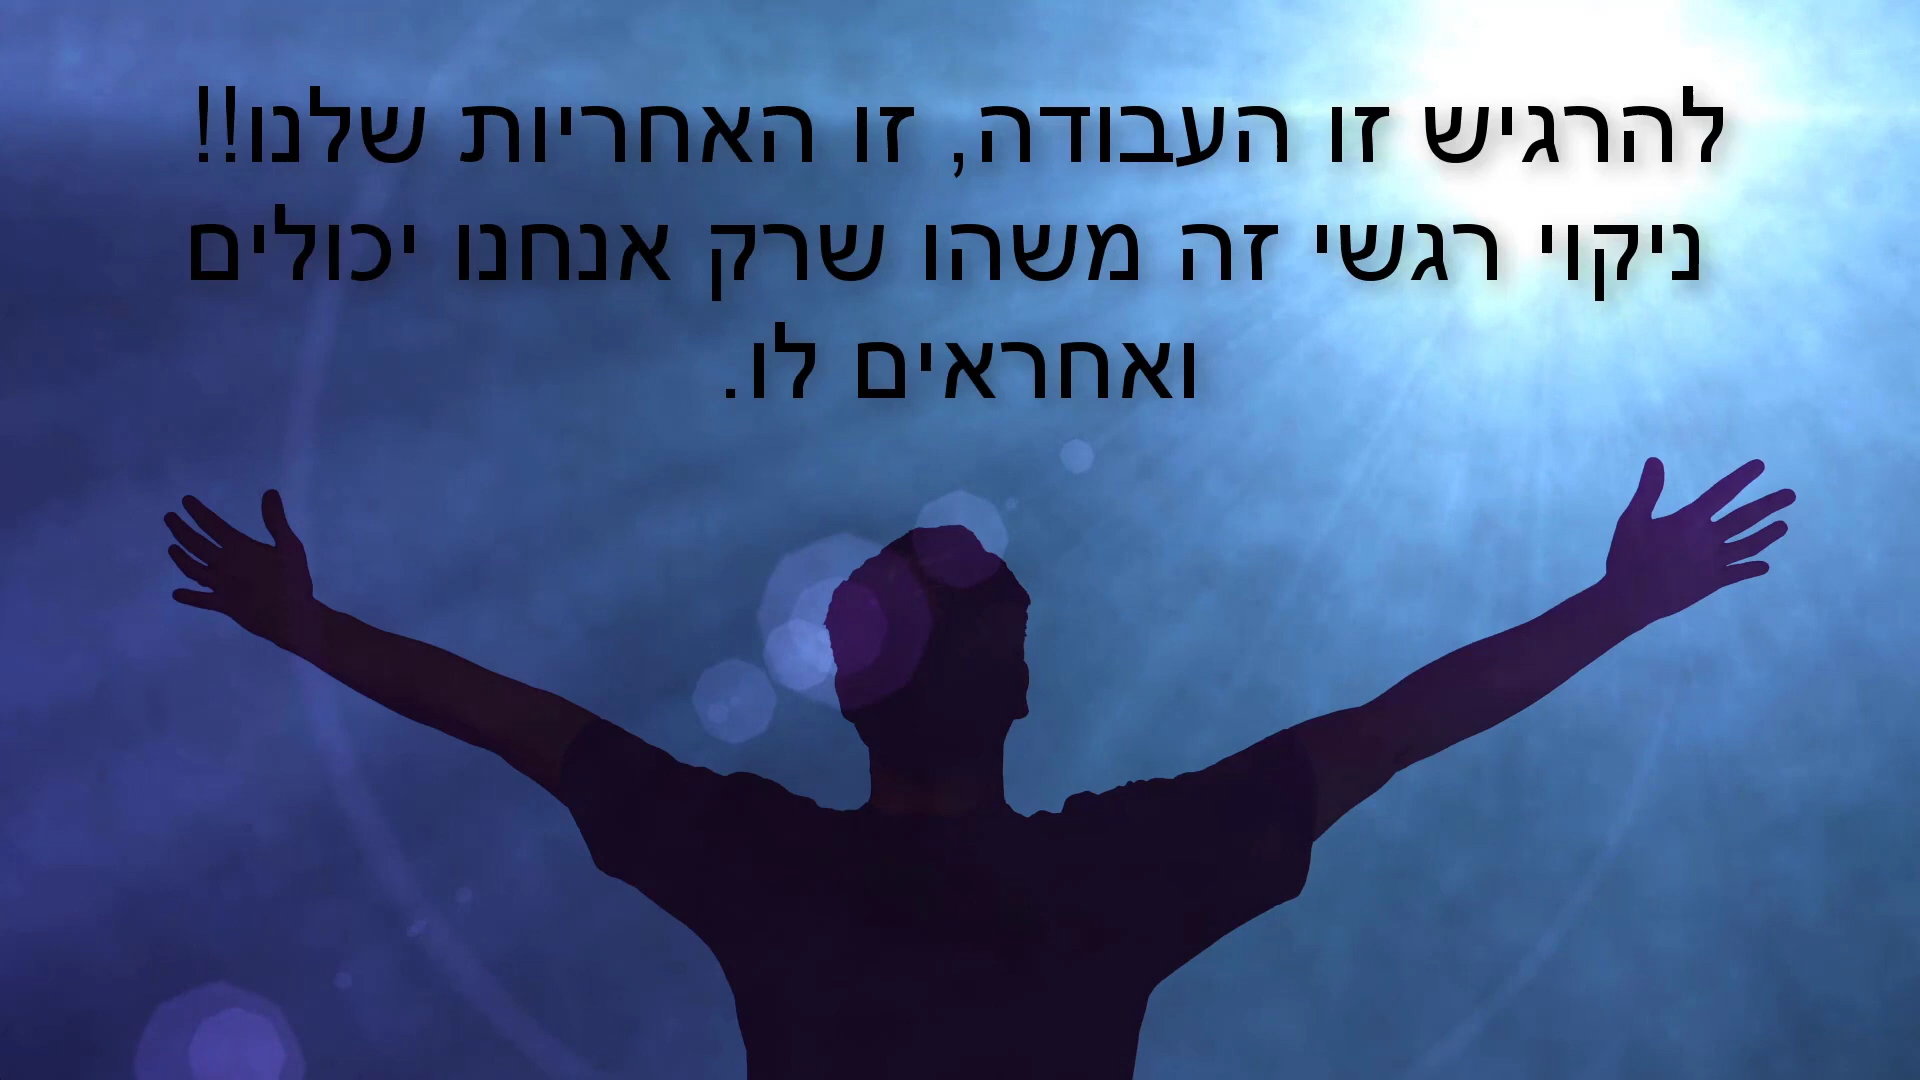 להרגיש זו העבודה, זו האחריות שלנו!!
ניקוי רגשי זה משהו שרק אנחנו יכולים
ואחראים לו.